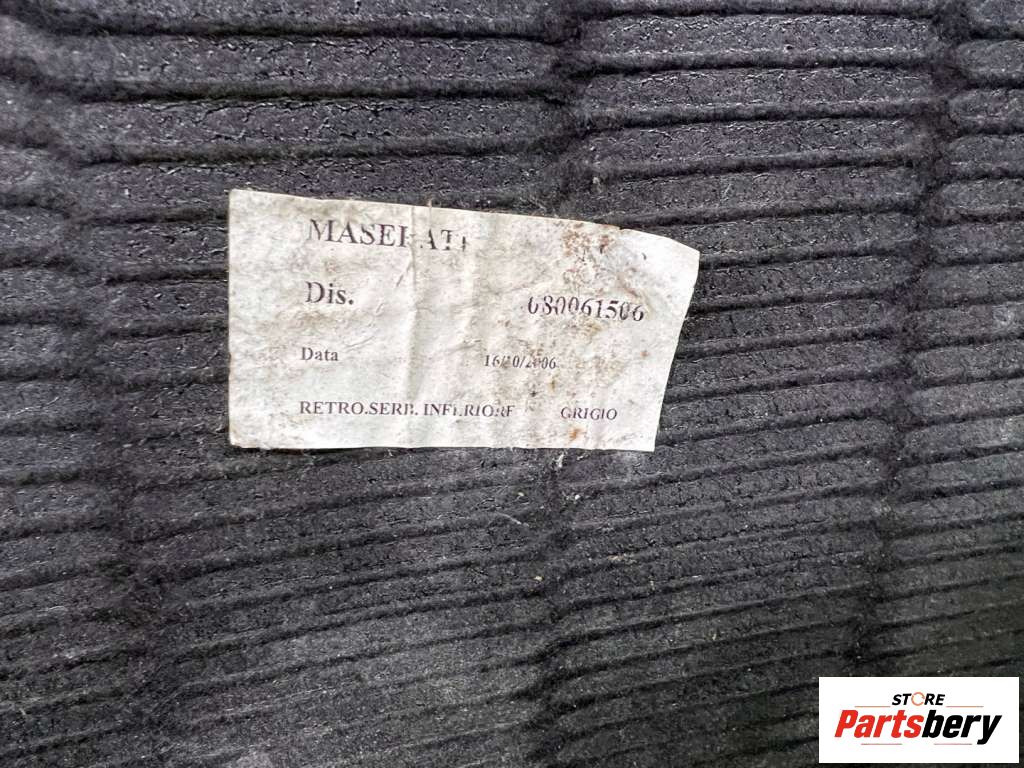 MASERATI
Dis. 080061506
Data 16/10/2006
RETRO.SERB. INFERIORE GRIGIO
STORE
Partsbery